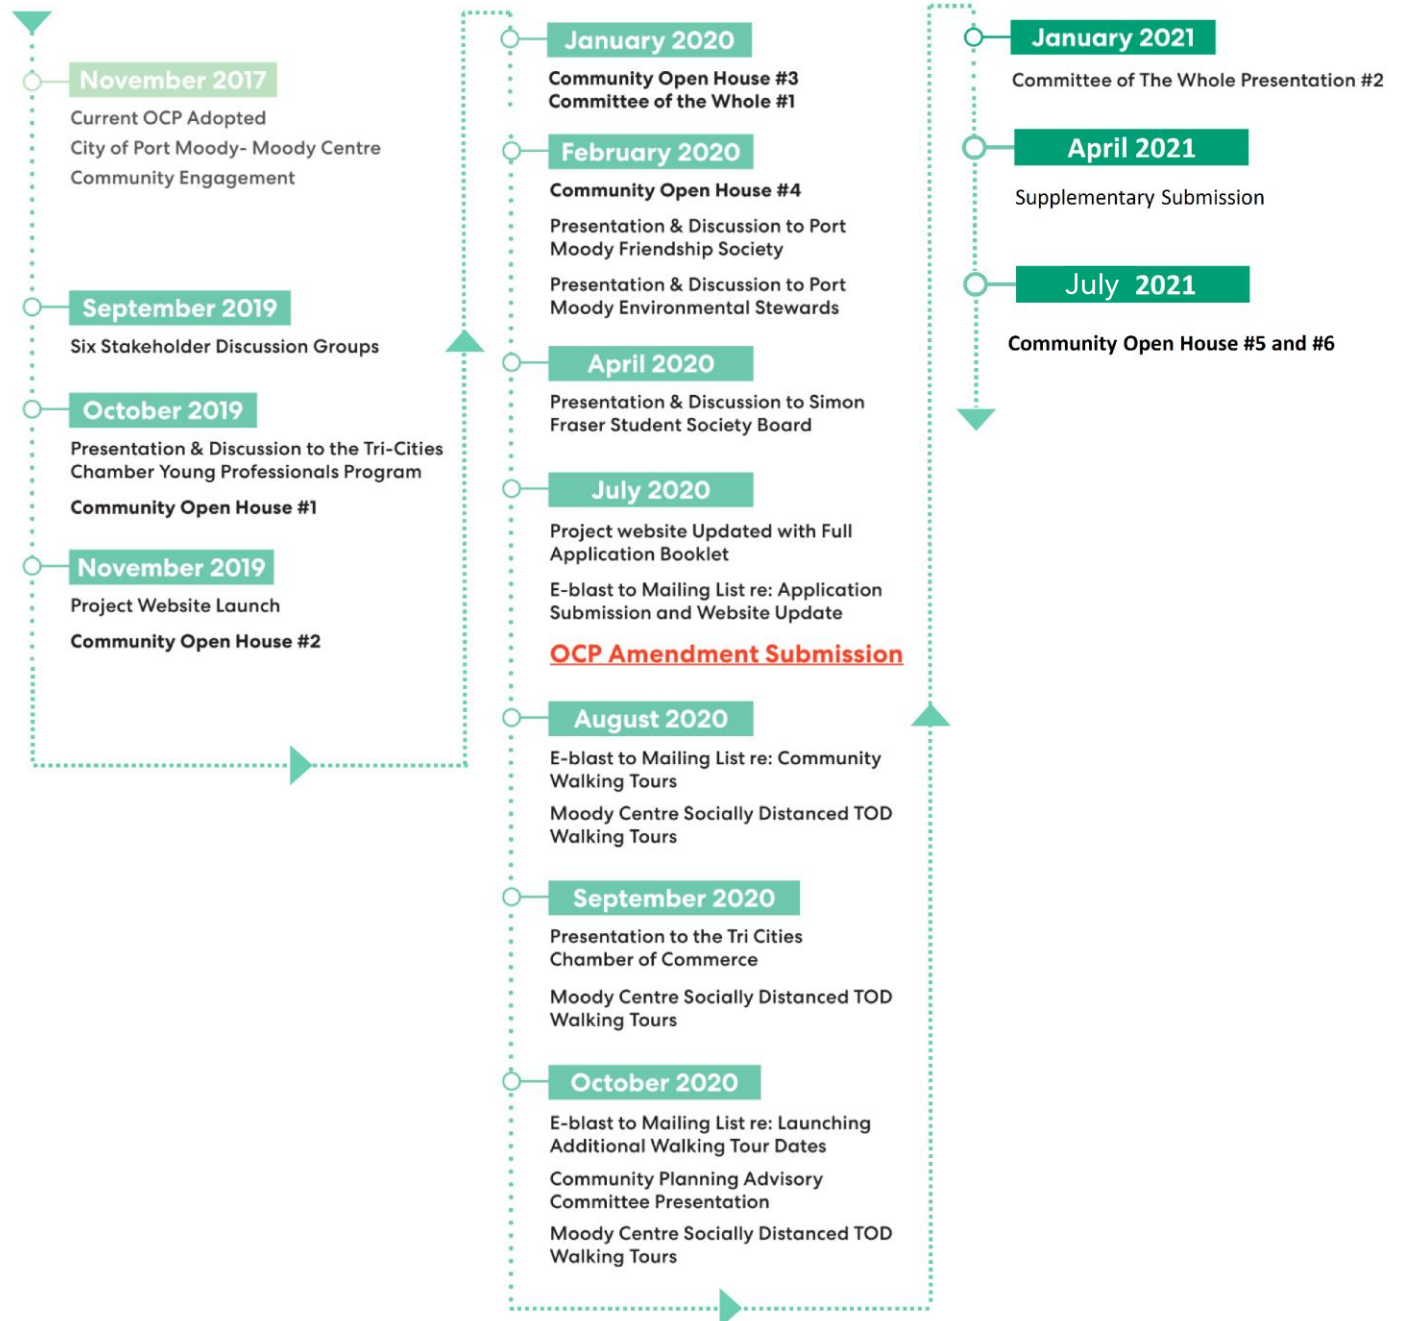 November 2017
Current OCP Adopted
City of Port Moody- Moody Centre
Community Engagement
September 2019
Six Stakeholder Discussion Groups
October 2019
Presentation & Discussion to the Tri-Cities
Chamber Young Professionals Program
Community Open House #1
November 2019
Project Website Launch
Community Open House #2
January 2020
Community Open House #3
Committee of the Whole #1
February 2020
Community Open House #4
Presentation & Discussion to Port
Moody Friendship Society
Presentation & Discussion to Port
Moody Environmental Stewards
April 2020
Presentation & Discussion to Simon
Fraser Student Society Board
July 2020
Project website Updated with Full
Application Booklet
E-blast to Mailing List re: Application
Submission and Website Update
OCP Amendment Submission
August 2020
E-blast to Mailing List re: Community
Walking Tours
Moody Centre Socially Distanced TOD
Walking Tours
September 2020
Presentation to the Tri Cities
Chamber of Commerce
Moody Centre Socially Distanced TOD
Walking Tours
October 2020
E-blast to Mailing List re: Launching
Additional Walking Tour Dates
Community Planning Advisory
Committee Presentation
Moody Centre Socially Distanced TOD
Walking Tours
January 2021
Committee of The Whole Presentation #2
April 2021
Supplementary Submission
July 2021
Community Open House #5 and #6